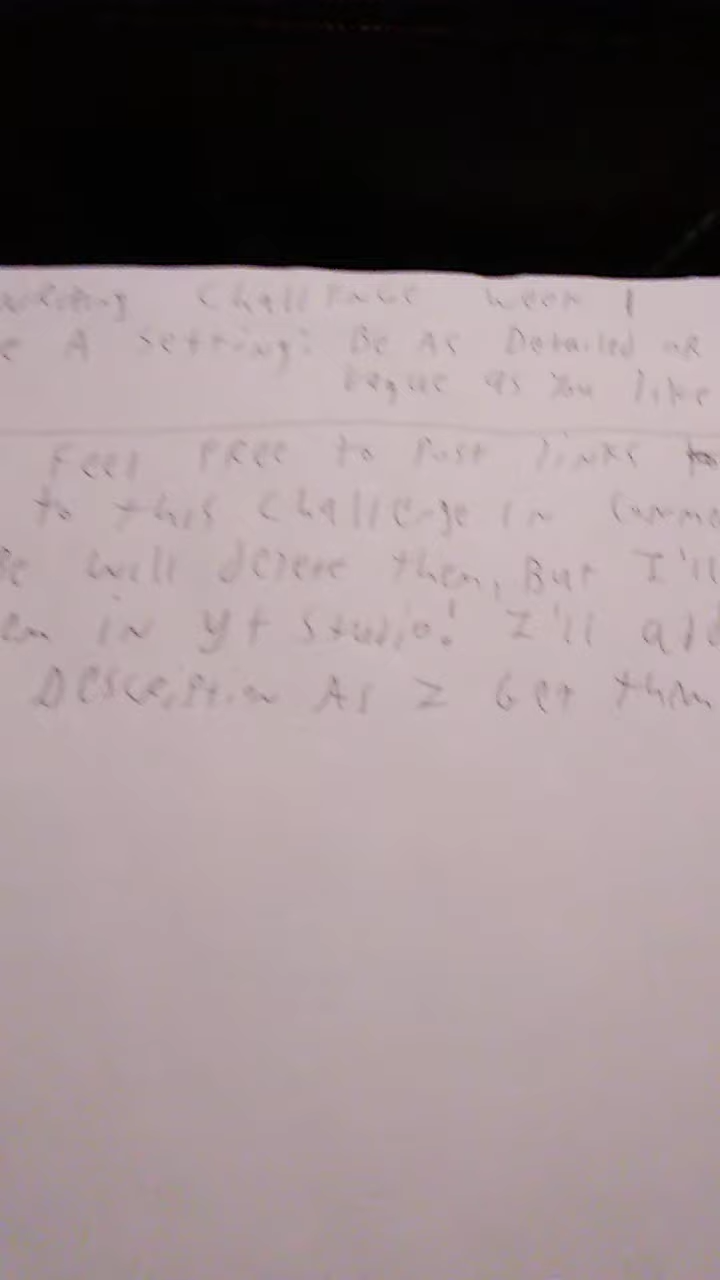 Challenge Week 1
A Setting: Be As Detailed or
vague as You like
Feel Free to Post links to
to this Challenge in
will delete them, But I'll
in yt Studio! I'll
Description As I Get them